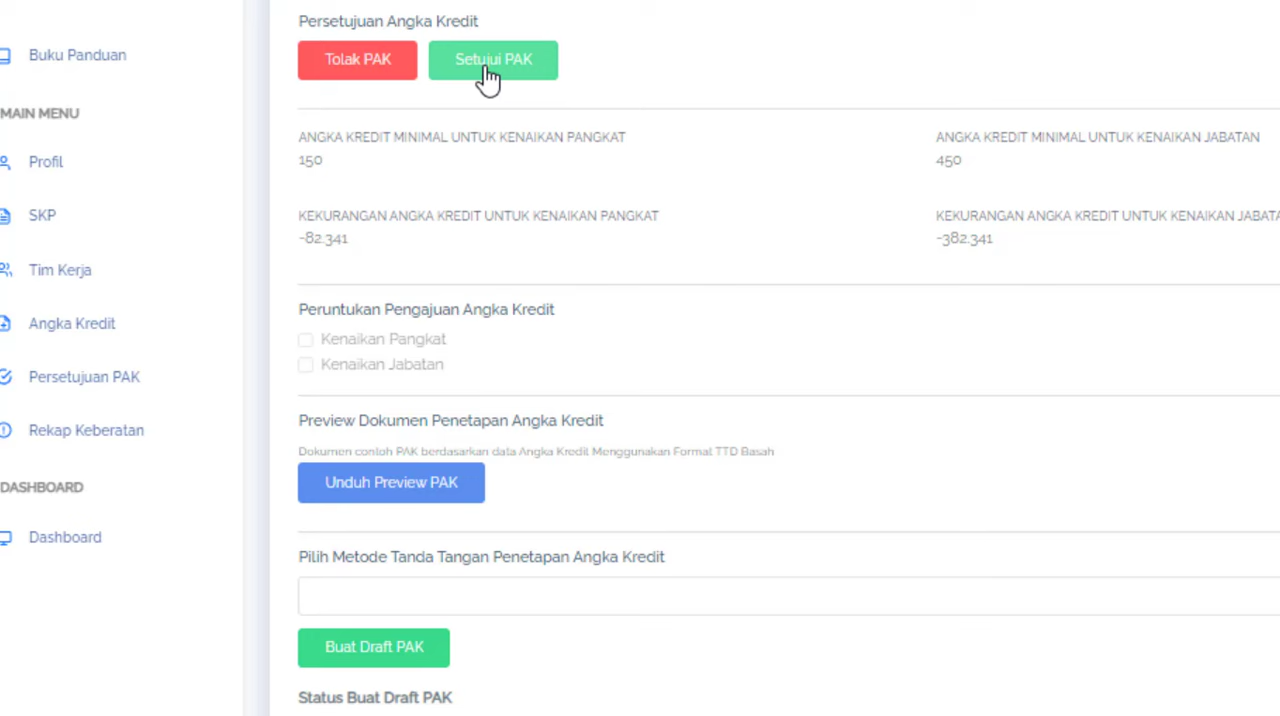 Buku Panduan
MAIN MENU
Profil
SKP
Tim Kerja
Angka Kredit
Persetujuan PAK
Rekap Keberatan
DASHBOARD
Dashboard
Persetujuan Angka Kredit
Tolak PAK
Setujui PAK
ANGKA KREDIT MINIMAL UNTUK KENAIKAN PANGKAT
150
ANGKA KREDIT MINIMAL UNTUK KENAIKAN JABATAN
450
KEKURANGAN ANGKA KREDIT UNTUK KENAIKAN PANGKAT
-82.341
KEKURANGAN ANGKA KREDIT UNTUK KENAIKAN JABATA
-382.341
Peruntukan Pengajuan Angka Kredit
Kenaikan Pangkat
Kenaikan Jabatan
Preview Dokumen Penetapan Angka Kredit
Dokumen contoh PAK berdasarkan data Angka Kredit Menggunakan Format TTD Basah
Unduh Preview PAK
Pilih Metode Tanda Tangan Penetapan Angka Kredit
Buat Draft PAK
Status Buat Draft PAK